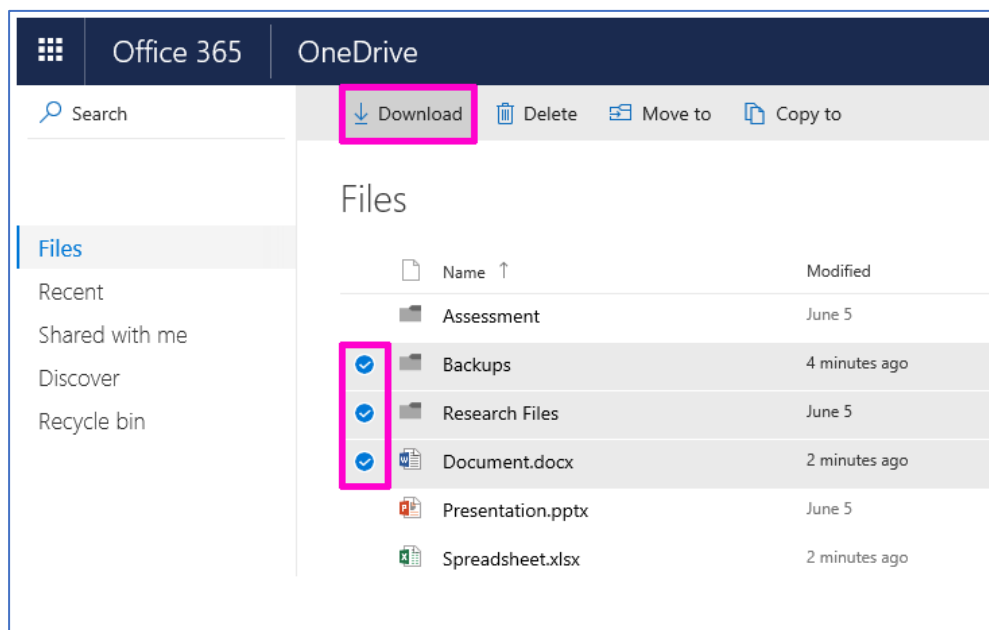 Office 365 OneDrive
Search Download Delete Move to Copy to
Files
Files
Recent
Shared with me
Discover
Recycle bin
Name ↑ Modified
Assessment June 5
Backups 4 minutes ago
Research Files June 5
Document.docx 2 minutes ago
Presentation.pptx June 5
Spreadsheet.xlsx 2 minutes ago